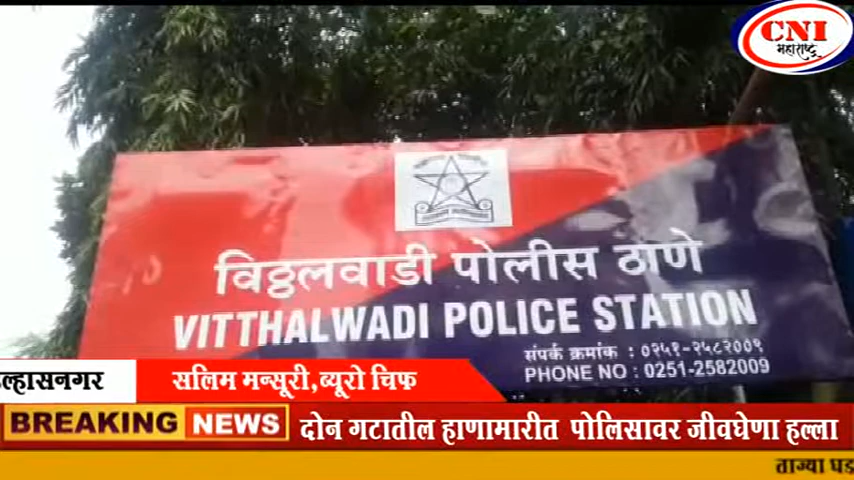 CNI
महाराष्ट्र
विठ्ठलवाडी पोलीस ठाणे
VITTHALWADI POLICE STATION
संपर्क क्रमांक : ०२५१-२५८२००९
PHONE NO : 0251-2582009
ल्हासनगर
सलिम मन्सूरी,ब्यूरो चिफ
BREAKING NEWS
दोन गटातील हाणामारीत पोलिसावर जीवघेणा हल्ला
ताज्या घड